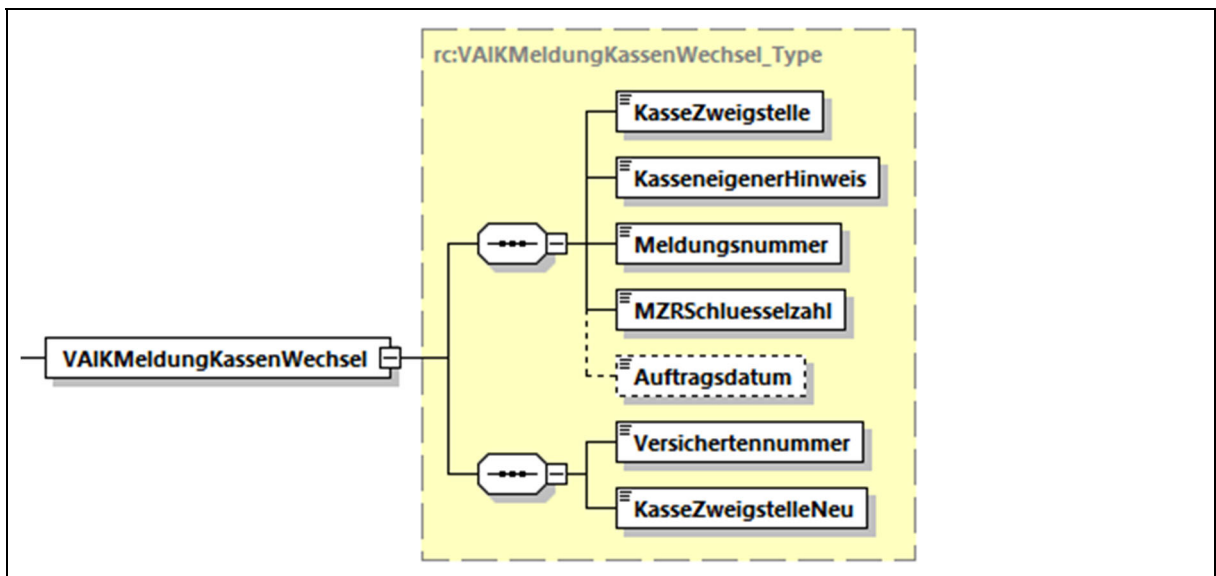 rc:VAIKMeldungKassenWechsel_Type
KasseZweigstelle
KasseneigenerHinweis
Meldungsnummer
MZRSchluesselzahl
VAIKMeldungKassenWechsel
Auftragsdatum
Versichertennummer
KasseZweigstelleNeu